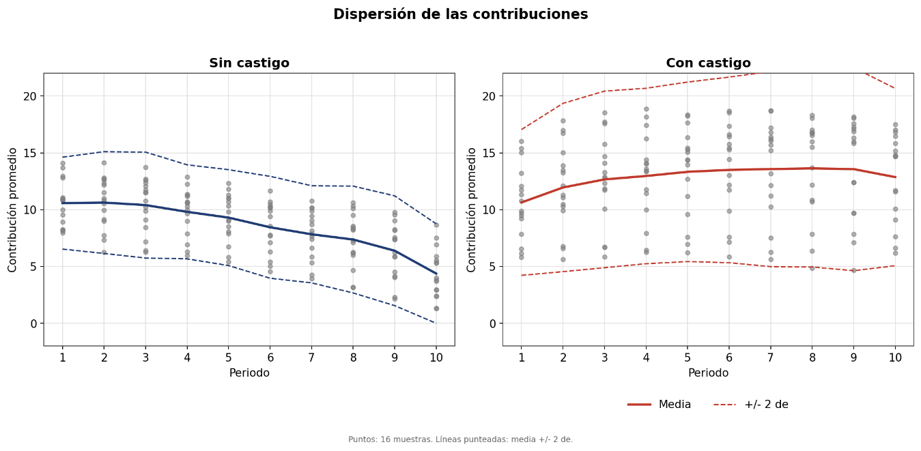 Dispersión de las contribuciones
Sin castigo
Contribución promedio
20
15
10
5
0
1 2 3 4 5 6 7 8 9 10
Periodo
Con castigo
Contribución promedio
20
15
10
5
0
1 2 3 4 5 6 7 8 9 10
Periodo
Media
+/- 2 de
Puntos: 16 muestras. Líneas punteadas: media +/- 2 de.